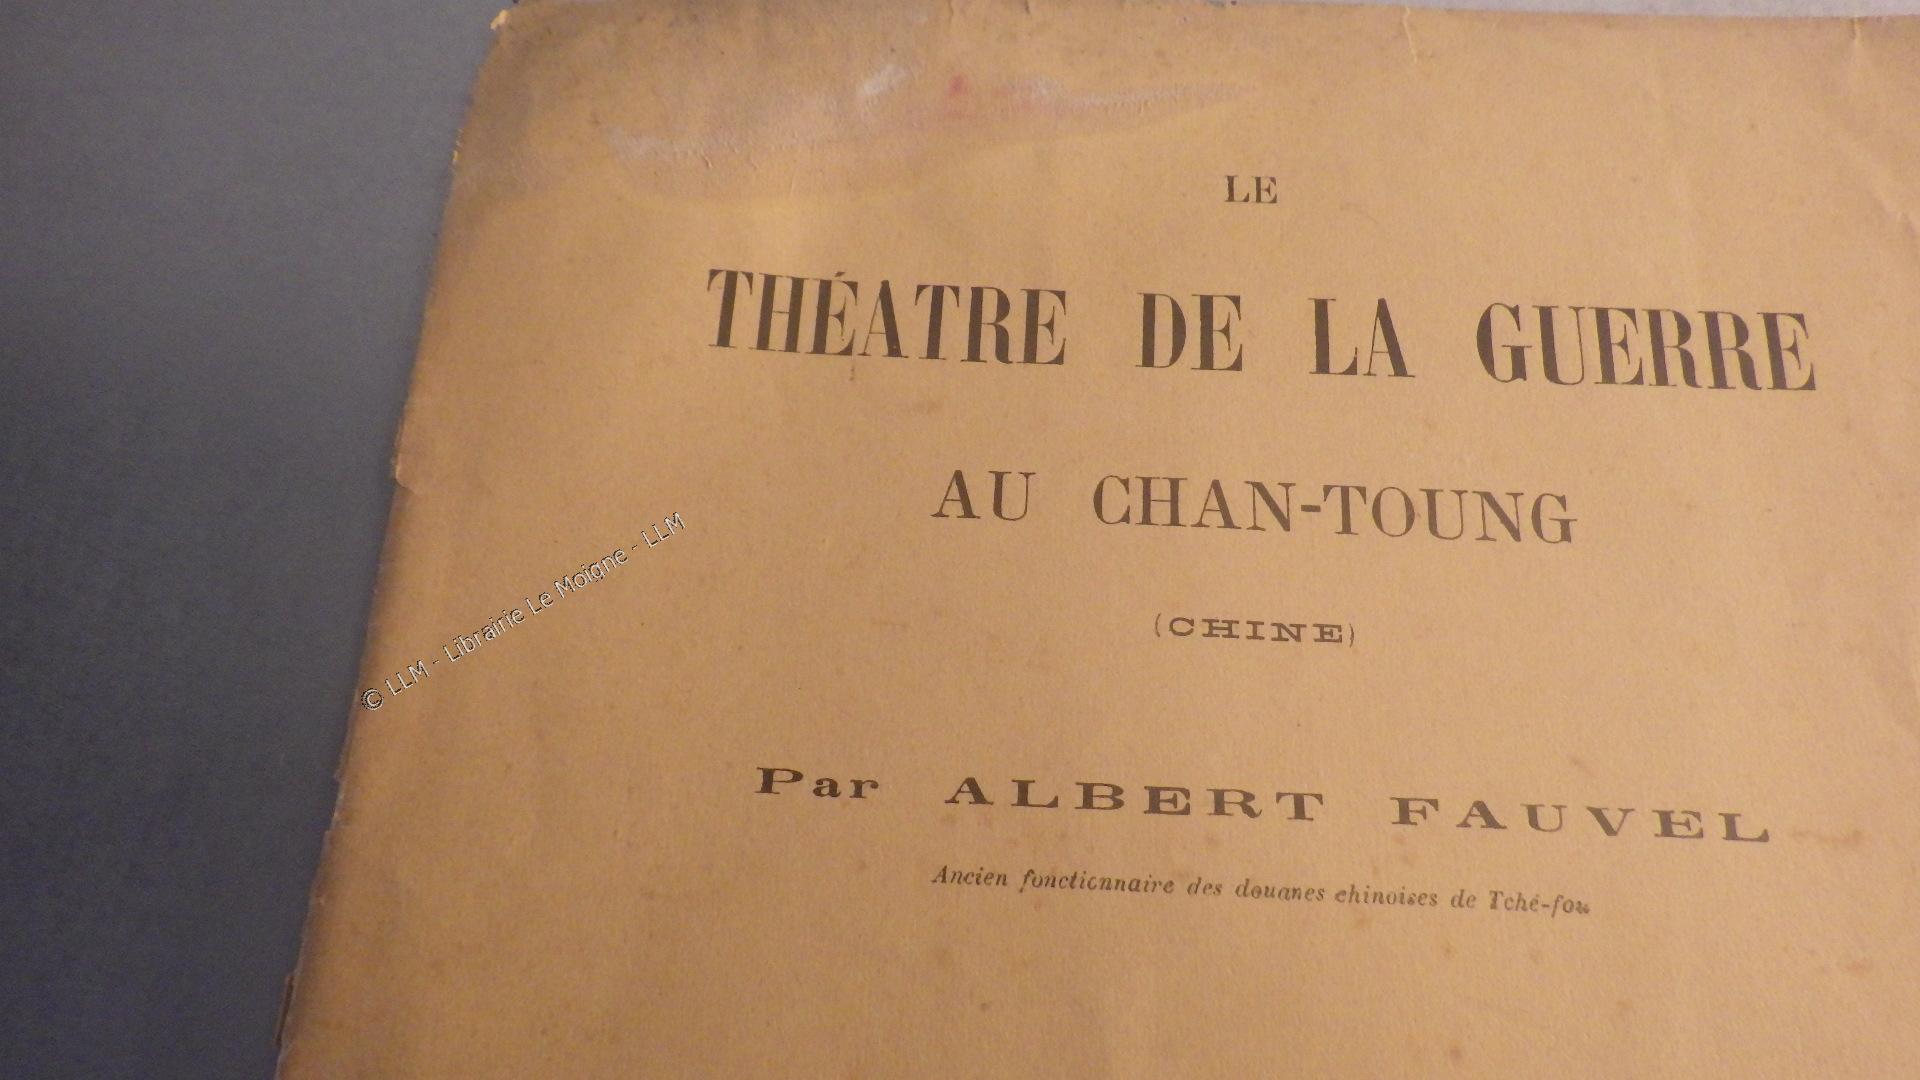 LE
THÉATRE DE LA GUERRE
AU CHAN-TOUNG
(CHINE)
Par ALBERT FAUVEL
Ancien fonctionnaire des douanes chinoises de Tché-fou
© LLM - Librairie Le Moigne - LLM